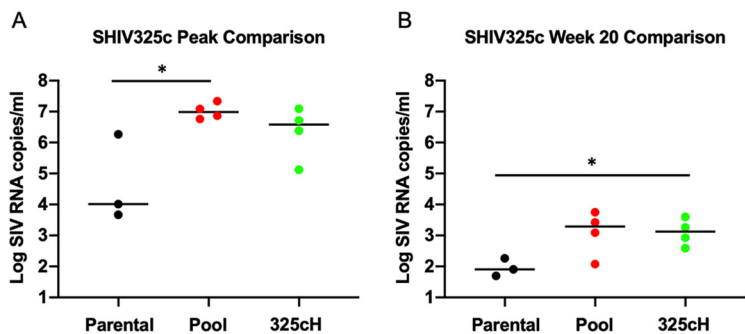 A
SHIV325c Peak Comparison
*
8
7
6
5
4
3
2
1
Log SIV RNA copies/ml
Parental Pool 325cH
B
SHIV325c Week 20 Comparison
*
8
7
6
5
4
3
2
1
Log SIV RNA copies/ml
Parental Pool 325cH